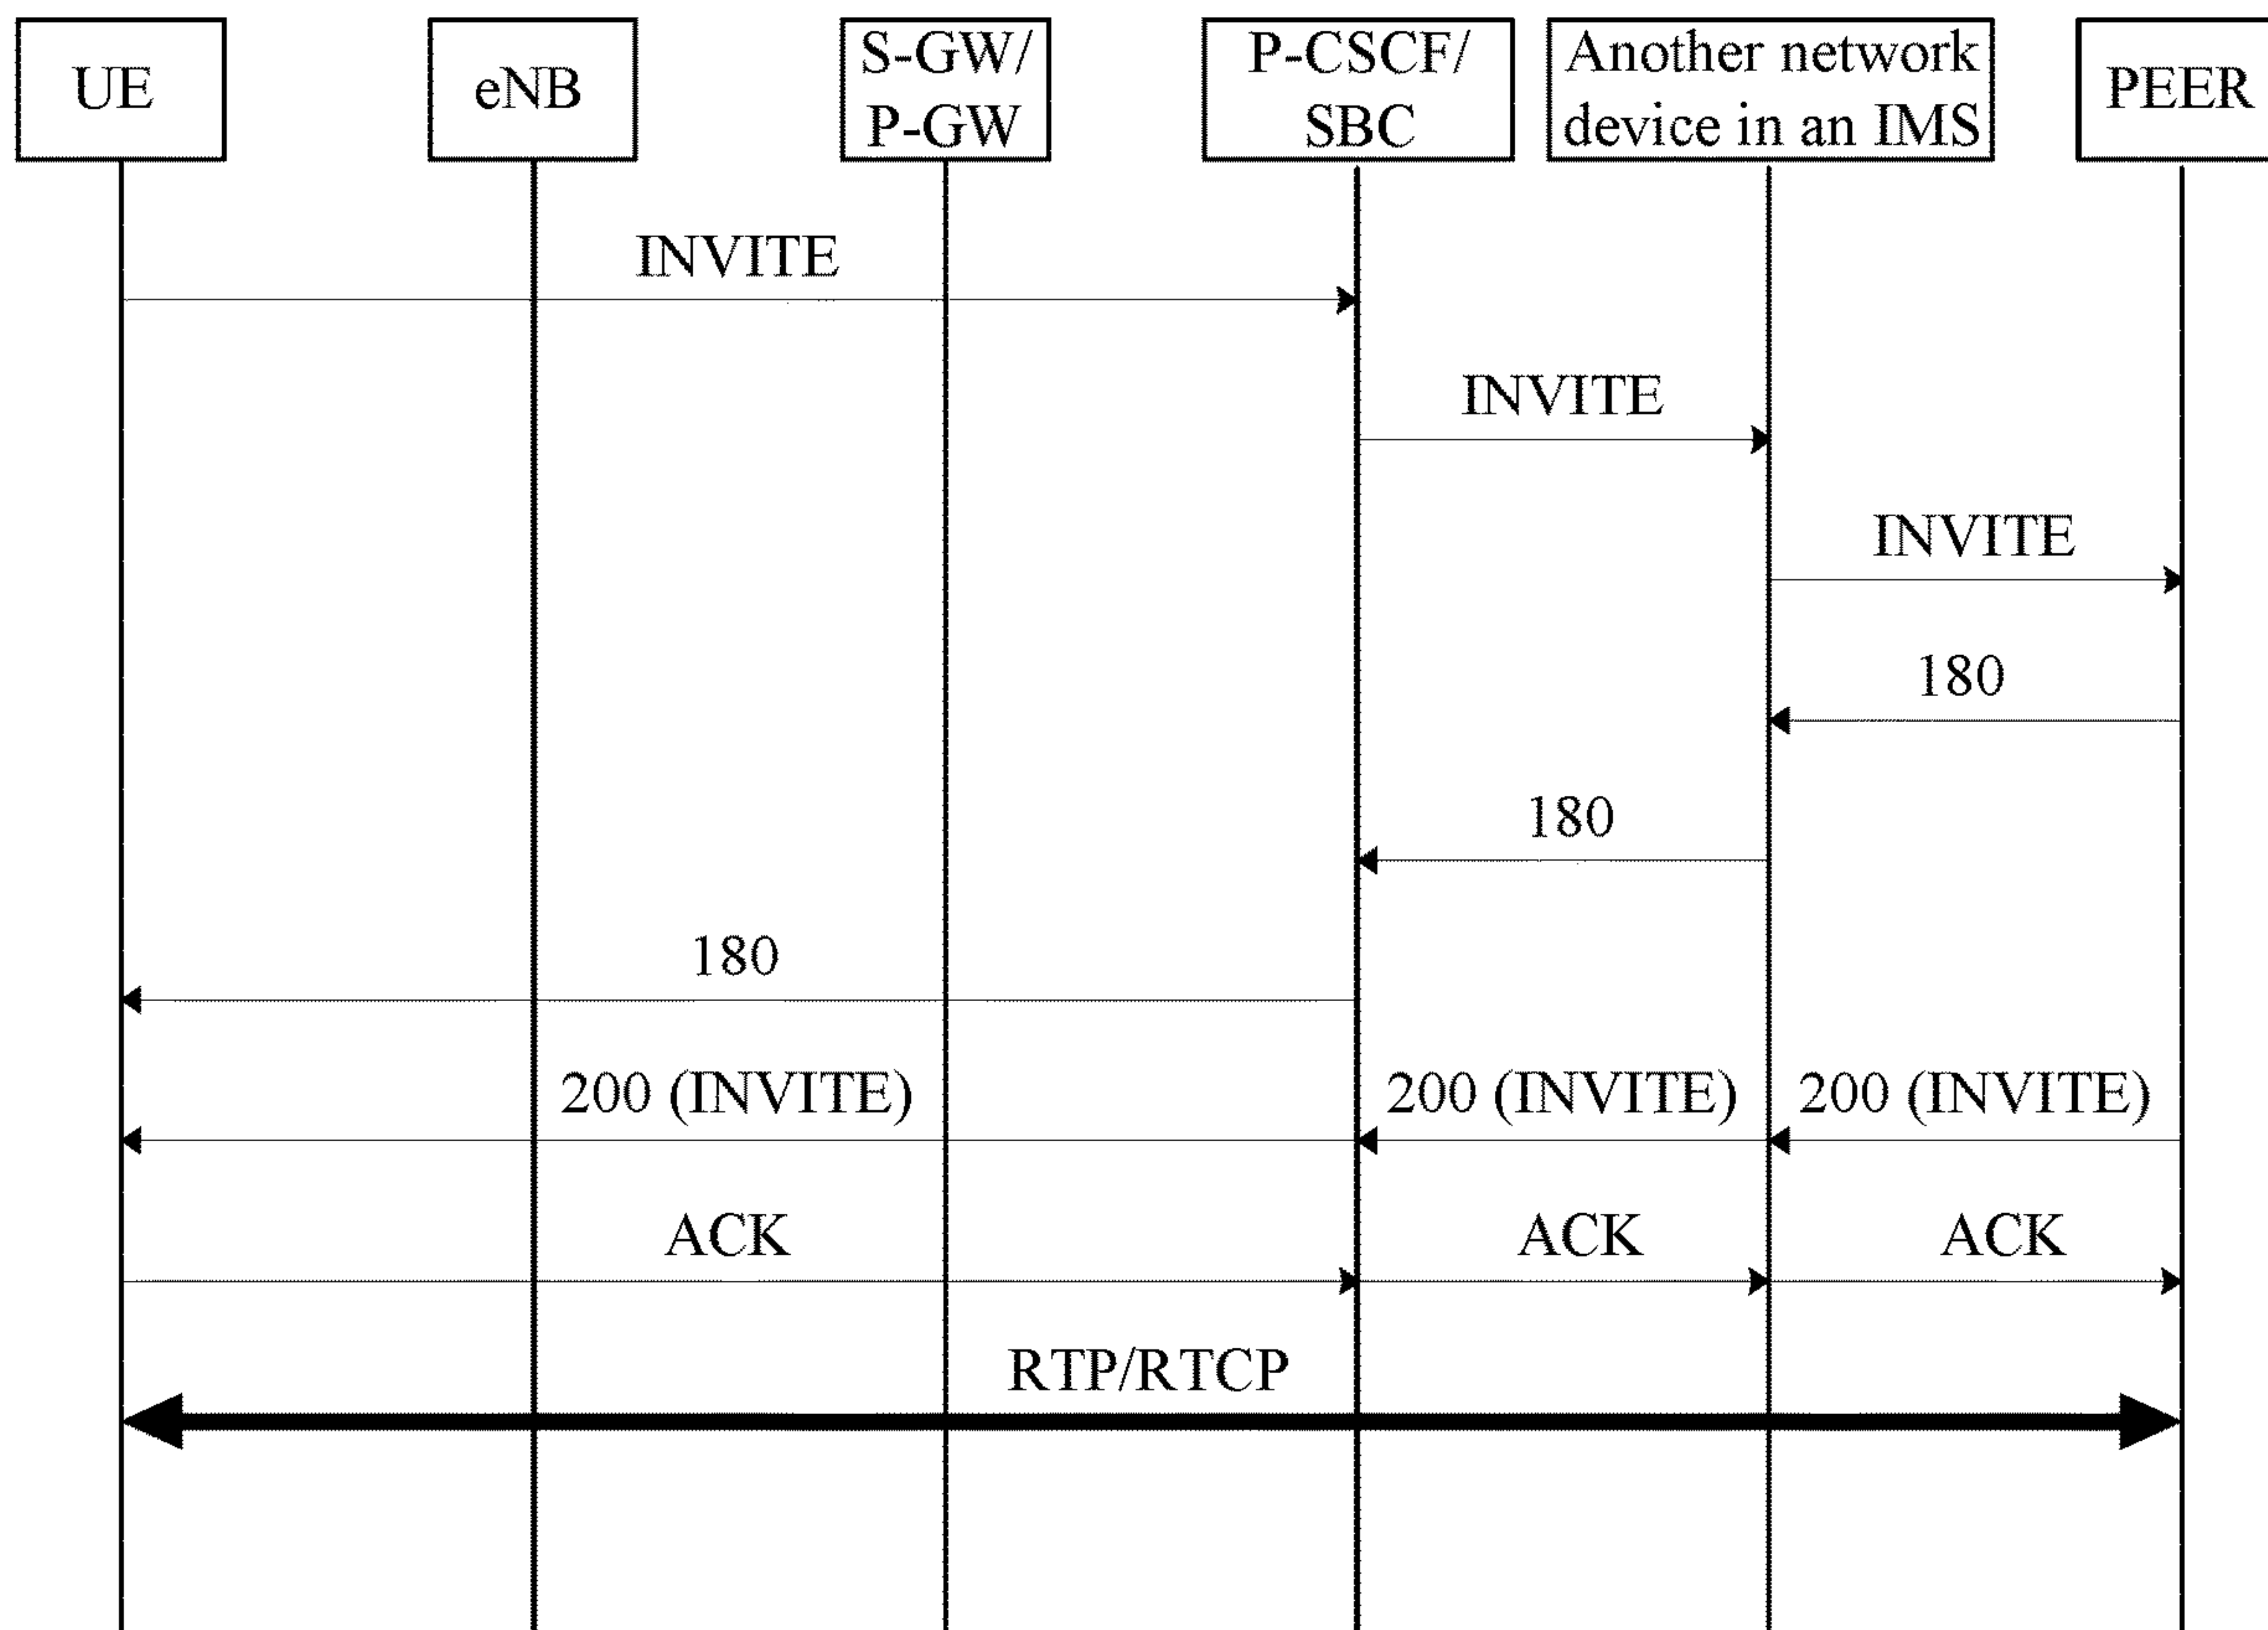 UE
eNB
S-GW/
P-GW
P-CSCF/
SBC
Another network
device in an IMS
PEER
INVITE
INVITE
INVITE
180
180
180
200 (INVITE)
200 (INVITE)
200 (INVITE)
ACK
ACK
ACK
RTP/RTCP